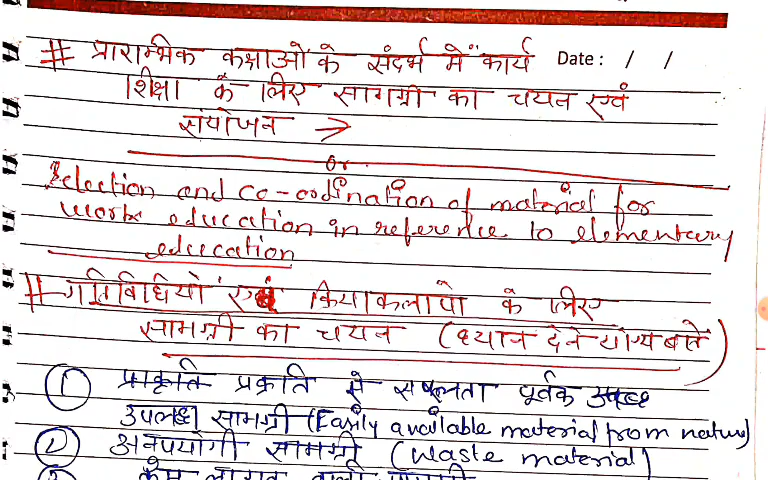 # प्रारम्भिक कक्षाओं के संदर्भ में कार्य Date: / /
शिक्षा के लिए सामग्री का चयन एवं
संयोजन →
or
Selection and co-ordination of material for
work education in reference to elementary
education
# गतिविधियों एवं क्रियाकलापों के लिए
सामग्री का चयन (ध्यान देने योग्य बातें)
① प्रकृति से सफलता पूर्वक
उपलब्ध सामग्री (Easily available material from nature)
② अनुपयोगी सामग्री (waste material)